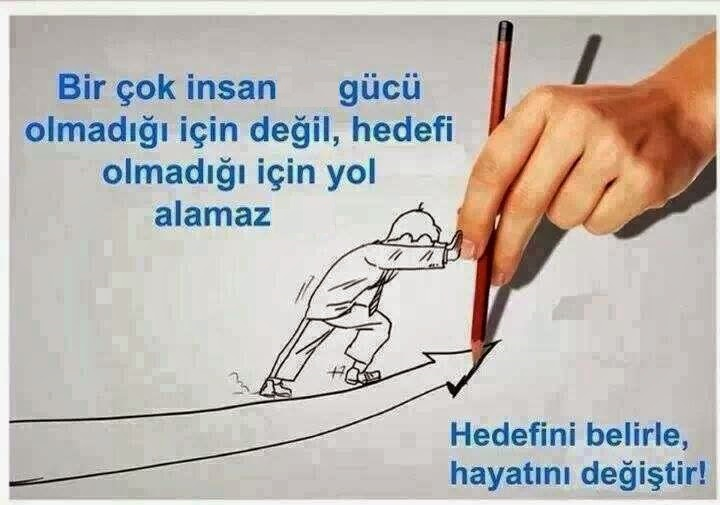 Bir çok insan gücü
olmadığı için değil, hedefi
olmadığı için yol
alamaz
Hedefini belirle,
hayatını değiştir!